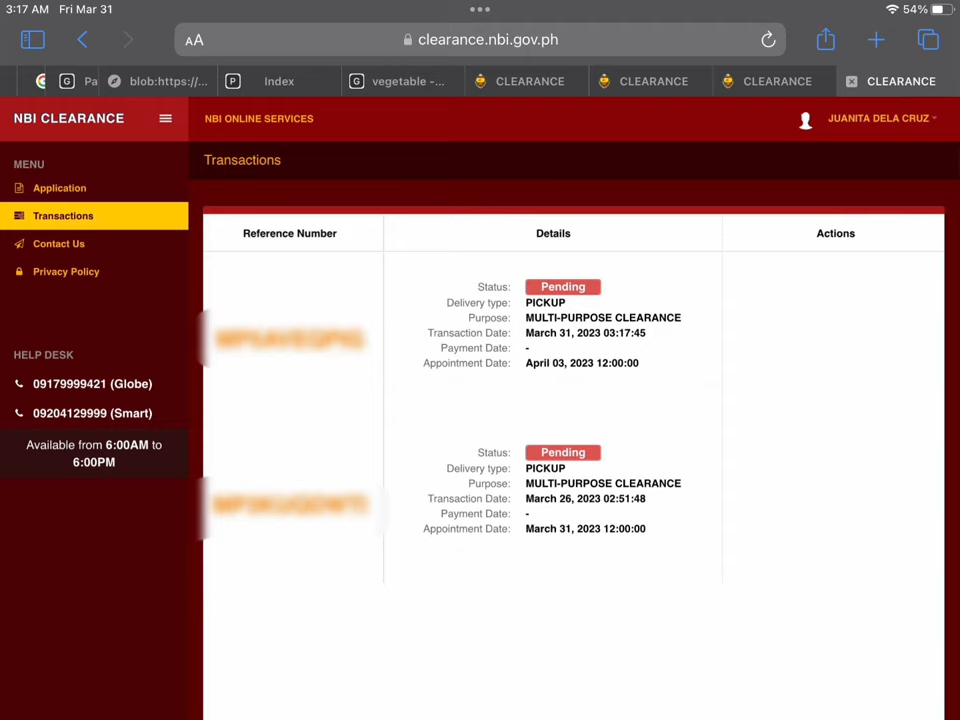 3:17 AM Fri Mar 31
54%
AA
clearance.nbi.gov.ph
G Pa
blob:https://...
P Index
G vegetable -...
CLEARANCE
CLEARANCE
CLEARANCE
CLEARANCE
NBI CLEARANCE
NBI ONLINE SERVICES
JUANITA DELA CRUZ
MENU
Application
Transactions
Contact Us
Privacy Policy
HELP DESK
09179999421 (Globe)
09204129999 (Smart)
Available from 6:00AM to
6:00PM
Transactions
Reference Number Details Actions
Status: Pending
Delivery type: PICKUP
Purpose: MULTI-PURPOSE CLEARANCE
Transaction Date: March 31, 2023 03:17:45
Payment Date: -
Appointment Date: April 03, 2023 12:00:00
Status: Pending
Delivery type: PICKUP
Purpose: MULTI-PURPOSE CLEARANCE
Transaction Date: March 26, 2023 02:51:48
Payment Date: -
Appointment Date: March 31, 2023 12:00:00